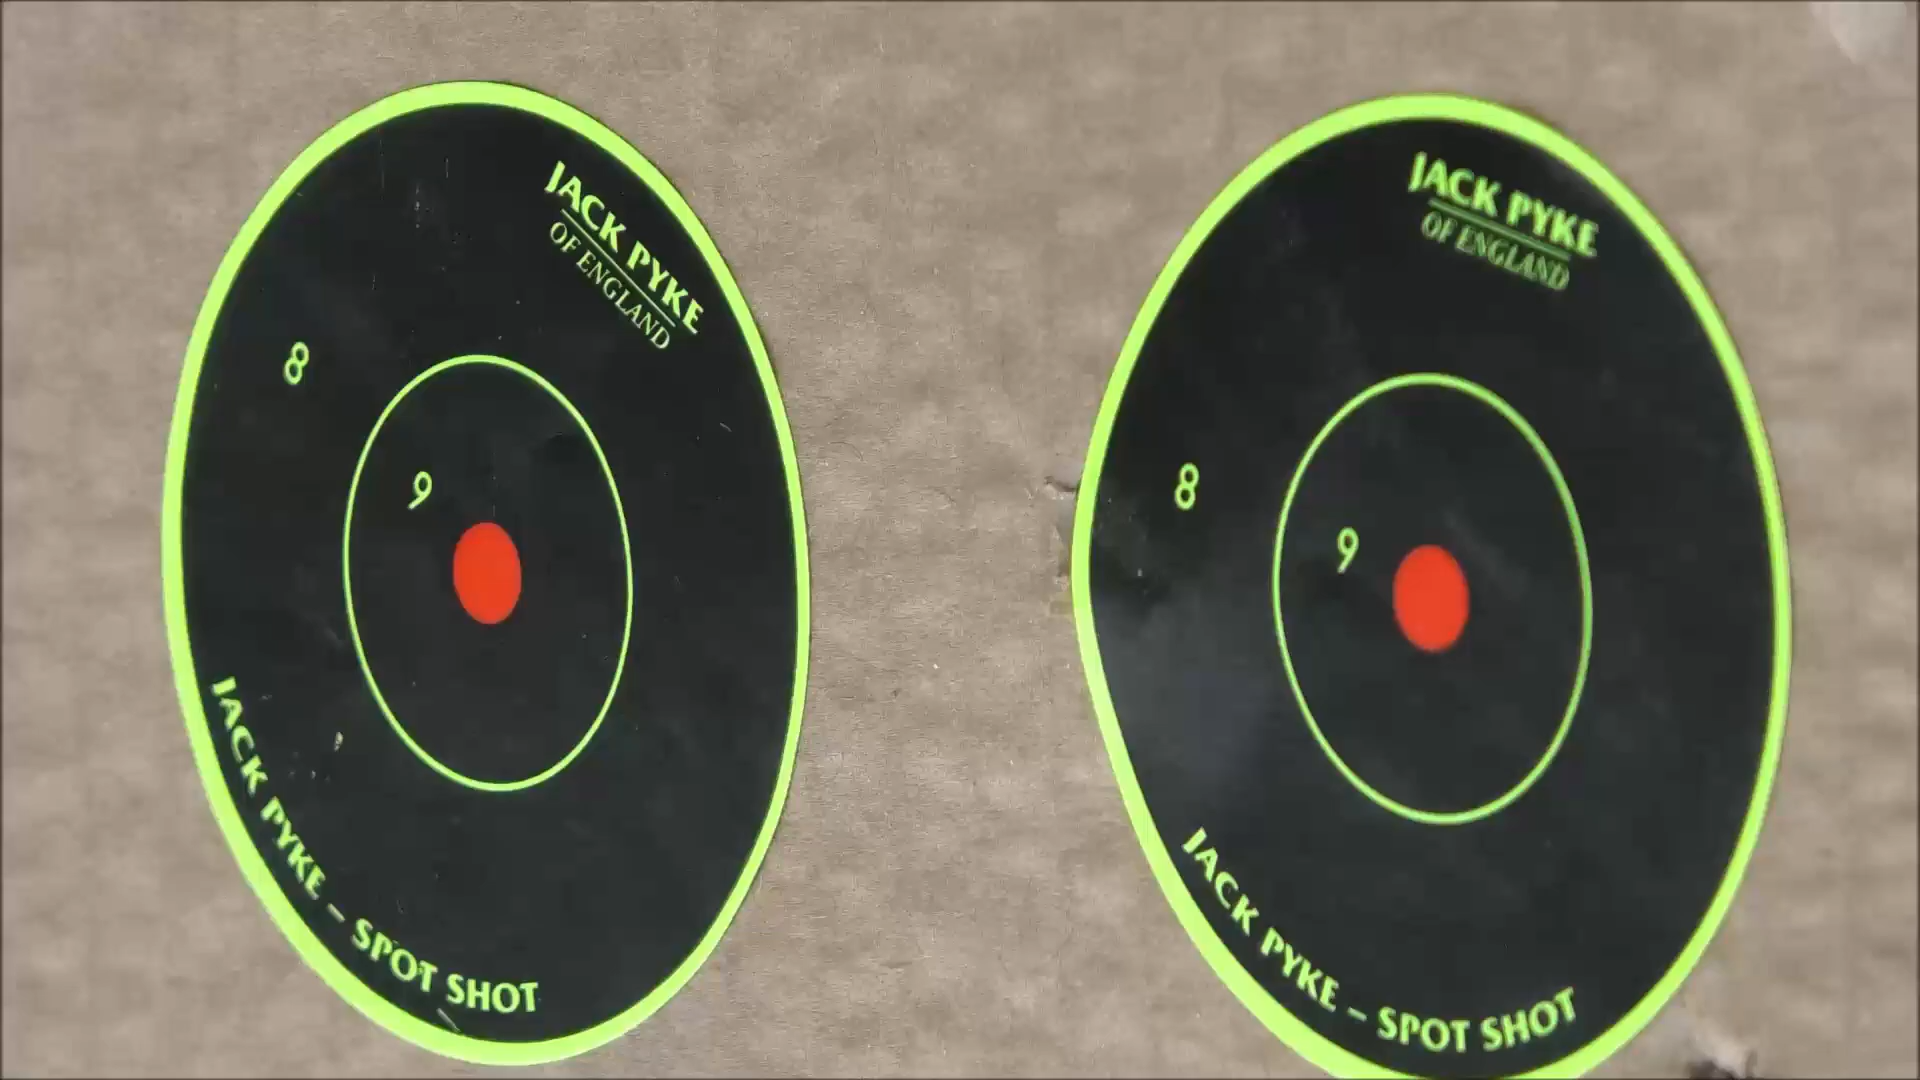 JACK PYKE
OF ENGLAND
8
9
JACK PYKE – SPOT SHOT
JACK PYKE
OF ENGLAND
8
9
JACK PYKE – SPOT SHOT